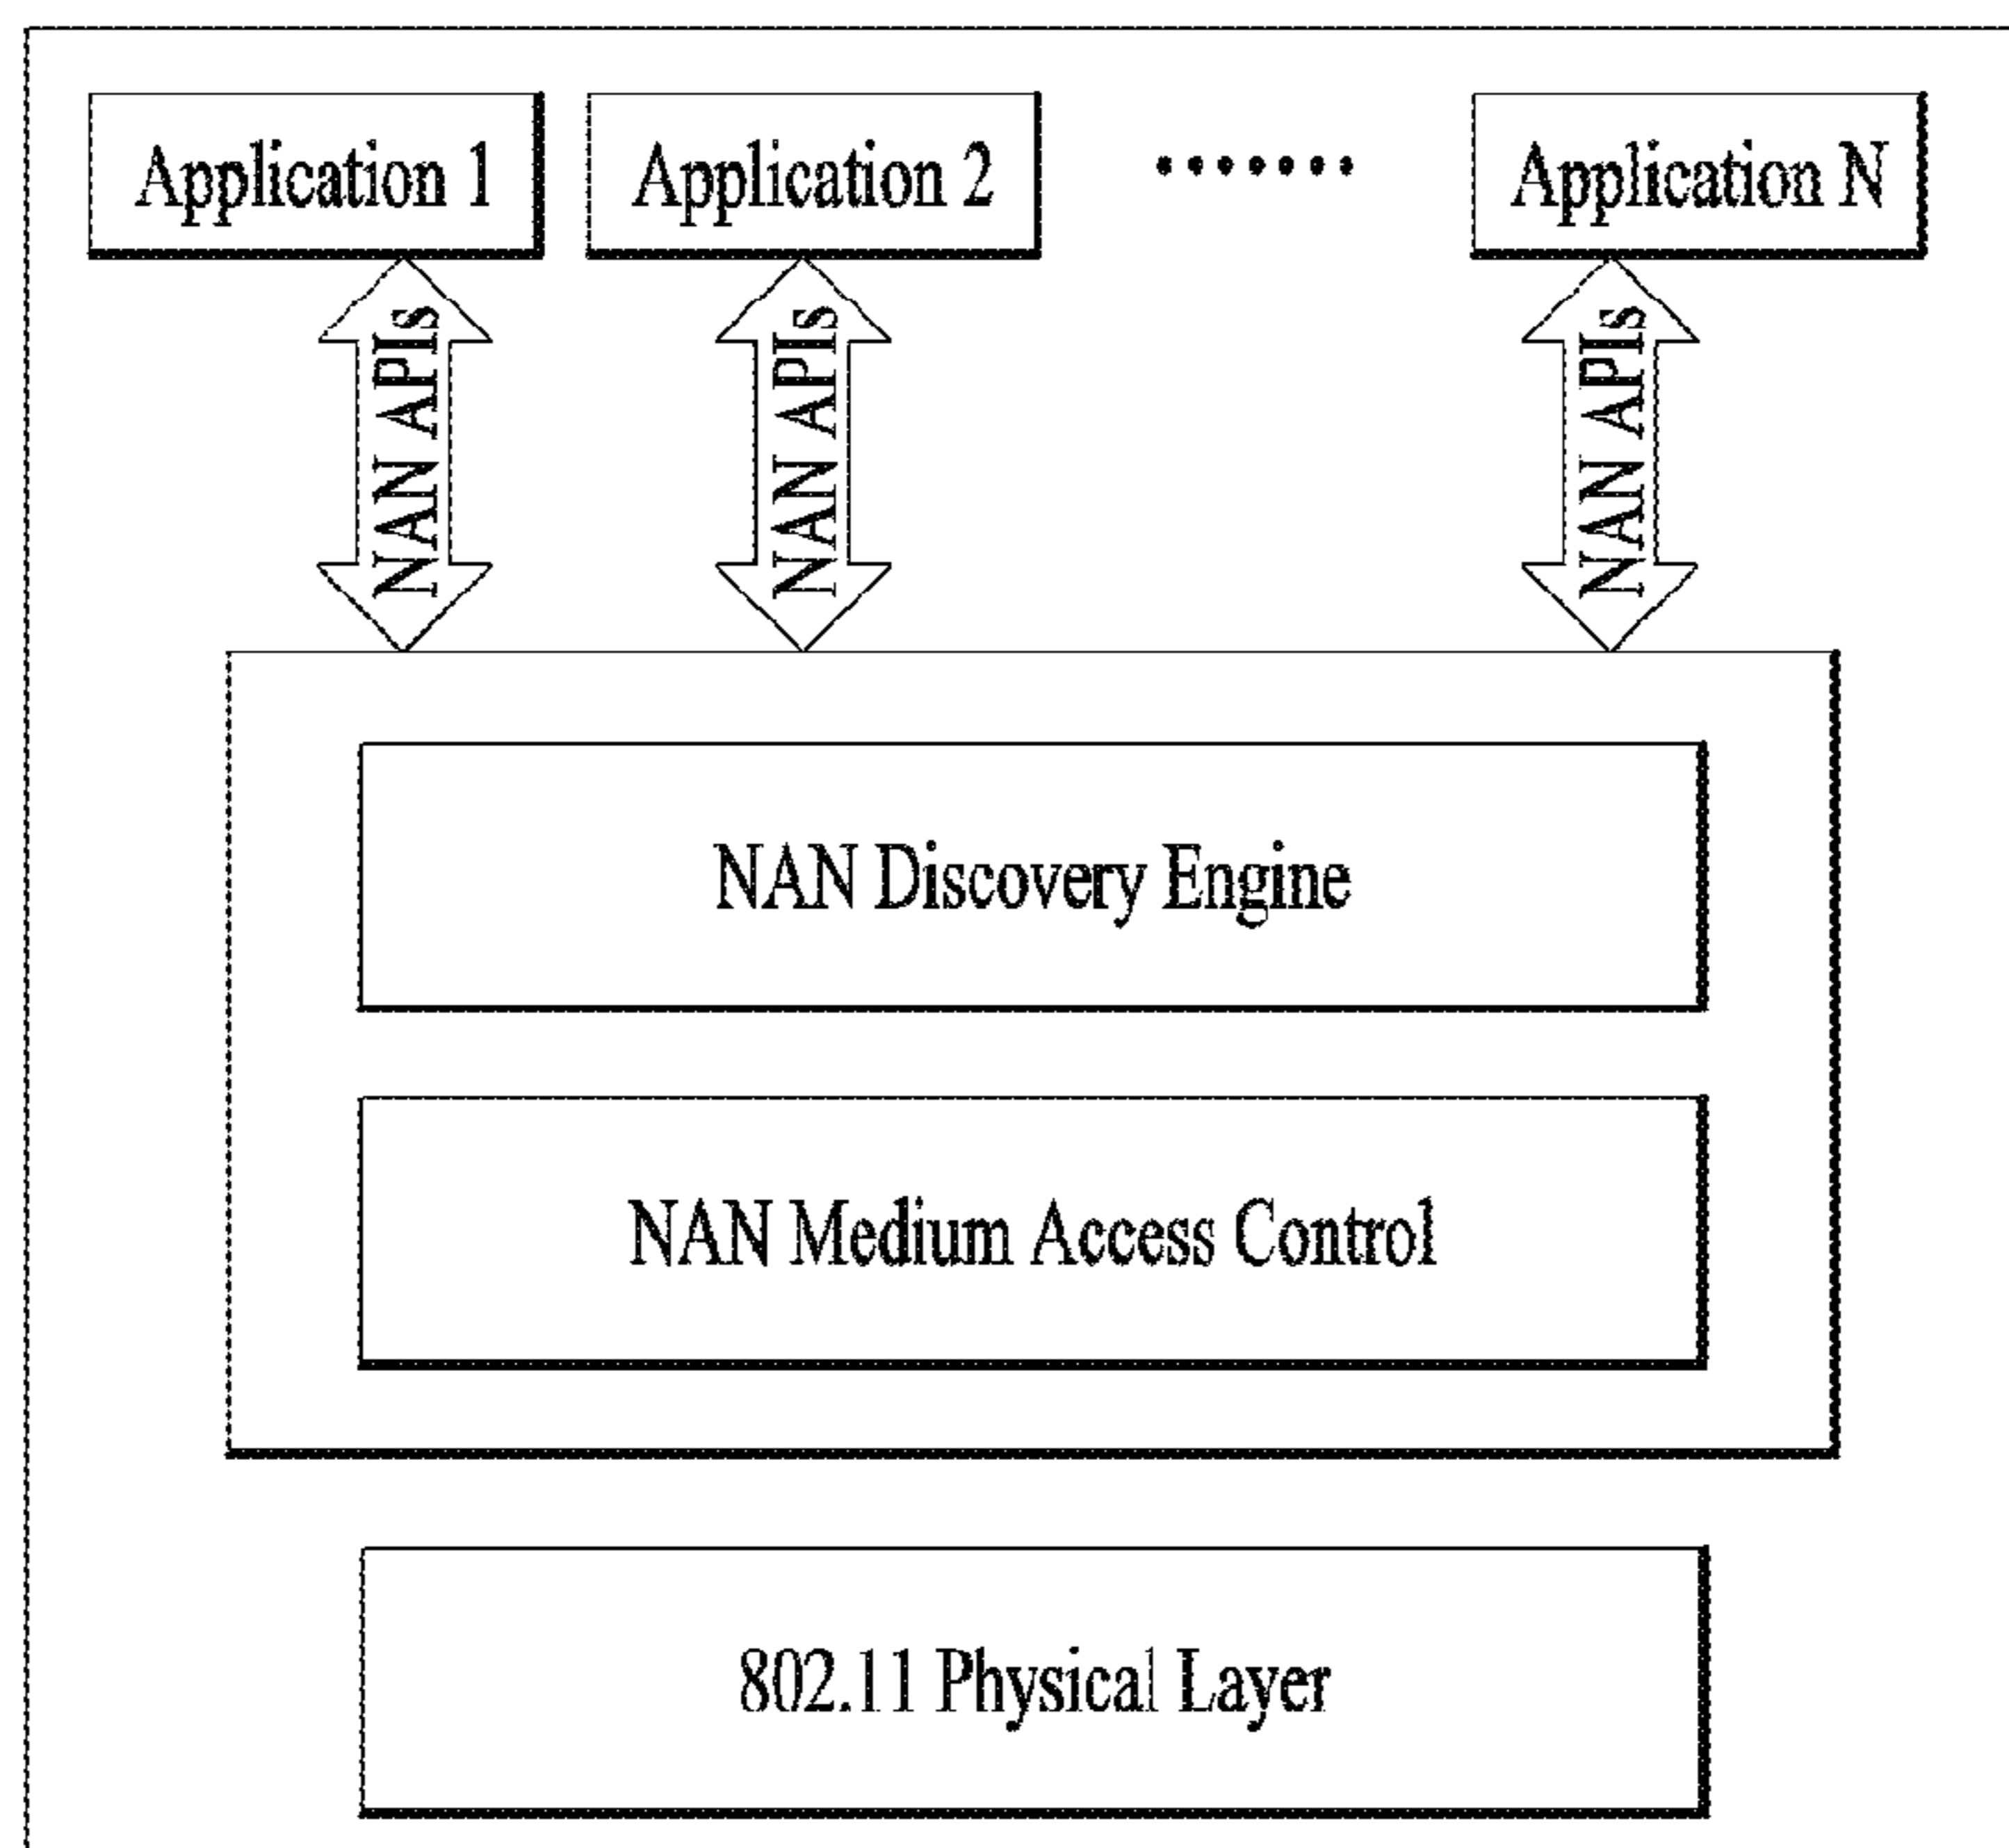 Application 1
Application 2
.......
Application N
NAN APIs
NAN APIs
NAN APIs
NAN Discovery Engine
NAN Medium Access Control
802.11 Physical Layer